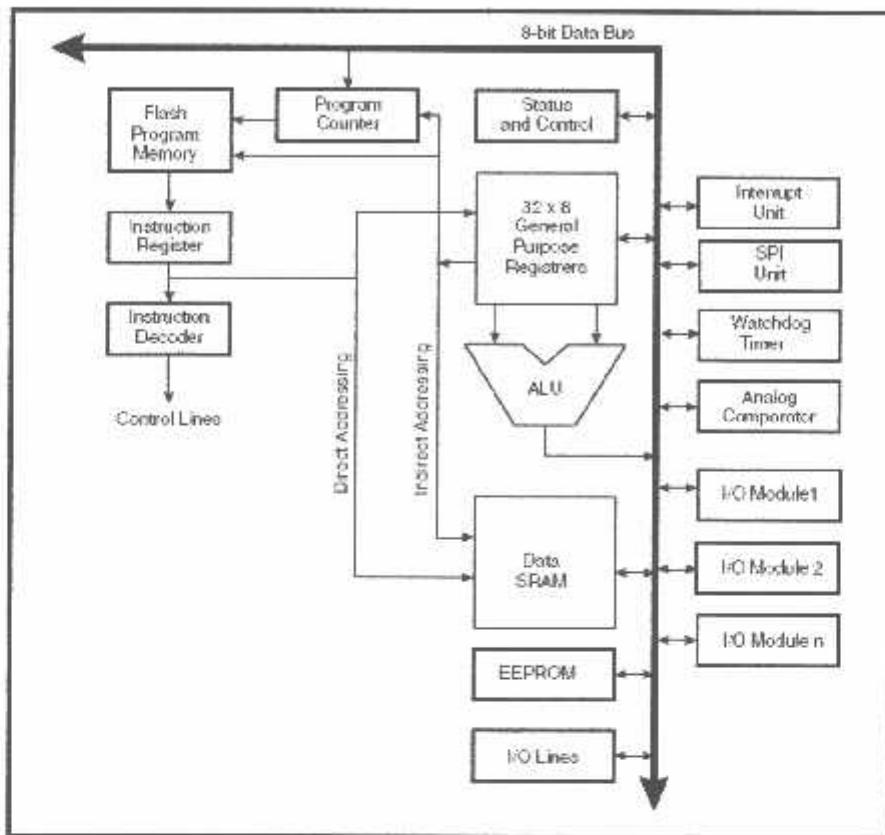 8-bit Data Bus
Flash
Program
Memory
Program
Counter
Status
and Control
Instruction
Register
32 x 8
General
Purpose
Registrers
Interrupt
Unit
SPI
Unit
Instruction
Decoder
Watchdog
Timer
ALU
Analog
Comparator
Control Lines
Direct Addressing
Indirect Addressing
I/O Module1
Data
SRAM
I/O Module 2
I/O Module n
EEPROM
I/O Lines